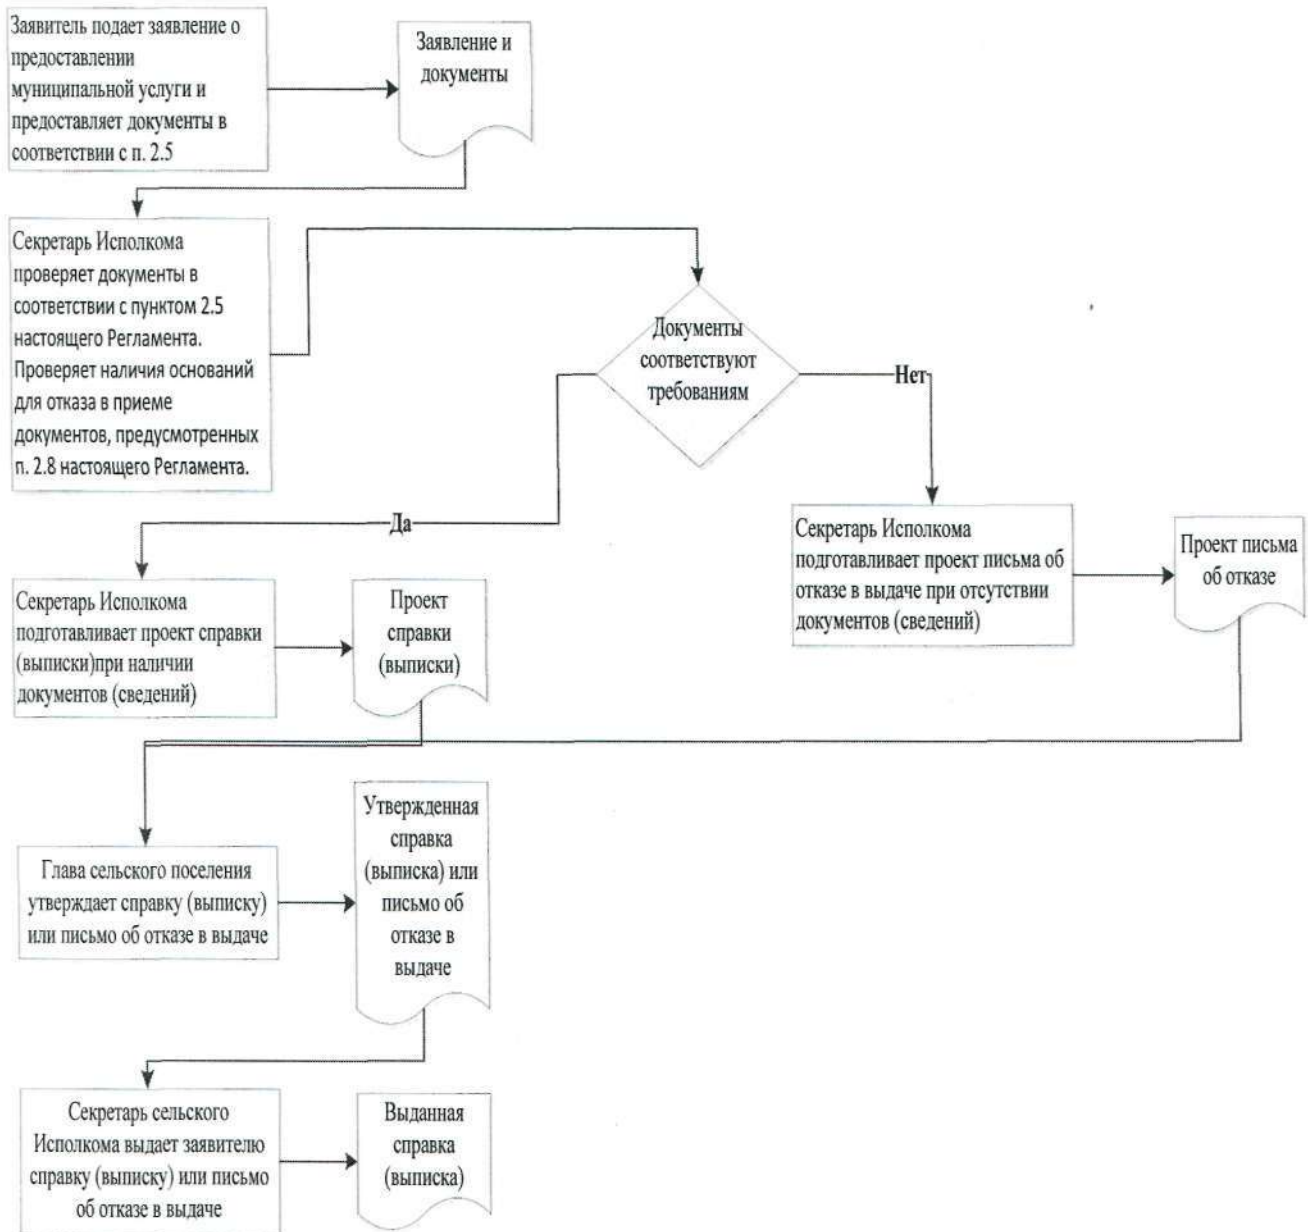 Заявитель подает заявление о
предоставлении
муниципальной услуги и
предоставляет документы в
соответствии с п. 2.5
Заявление и
документы
Секретарь Исполкома
проверяет документы в
соответствии с пунктом 2.5
настоящего Регламента.
Проверяет наличия оснований
для отказа в приеме
документов, предусмотренных
п. 2.8 настоящего Регламента.
Документы
соответствуют
требованиям
Нет
Да
Секретарь Исполкома
подготавливает проект письма об
отказе в выдаче при отсутствии
документов (сведений)
Проект письма
об отказе
Секретарь Исполкома
подготавливает проект справки
(выписки)при наличии
документов (сведений)
Проект
справки
(выписки)
Глава сельского поселения
утверждает справку (выписку)
или письмо об отказе в выдаче
Утвержденная
справка
(выписка) или
письмо об
отказе в
выдаче
Секретарь сельского
Исполкома выдает заявителю
справку (выписку) или письмо
об отказе в выдаче
Выданная
справка
(выписка)